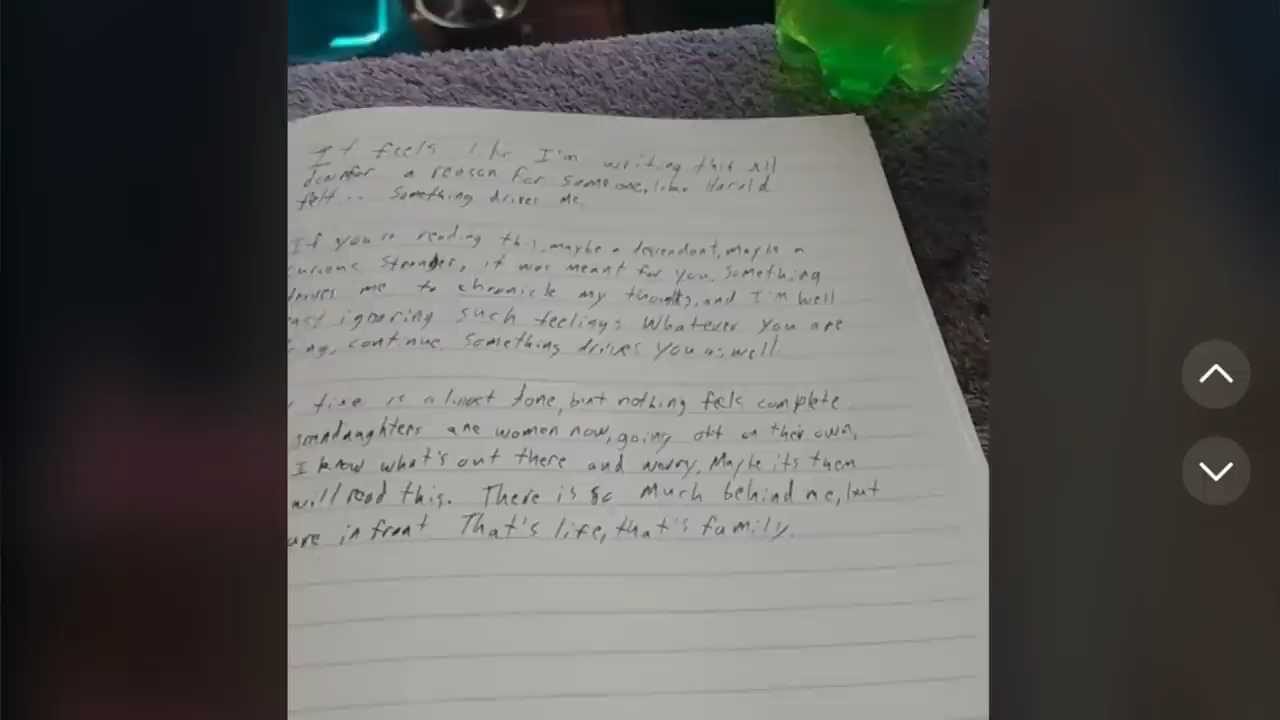 It feels like I'm writing this all
down for a reason for someone, like Harold
felt... Something drives me.
If you're reading this, maybe a descendant, maybe a
curious stranger, it was meant for you. Something
drives me to chronicle my thoughts, and I'm well
past ignoring such feelings. Whatever you are
ing, continue. Something drives you as well.
time is almost done, but nothing feels complete
granddaughters are women now, going off on their own,
I know what's out there and worry. Maybe its them
will read this. There is so much behind me, but
are in front. That's life, that's family.